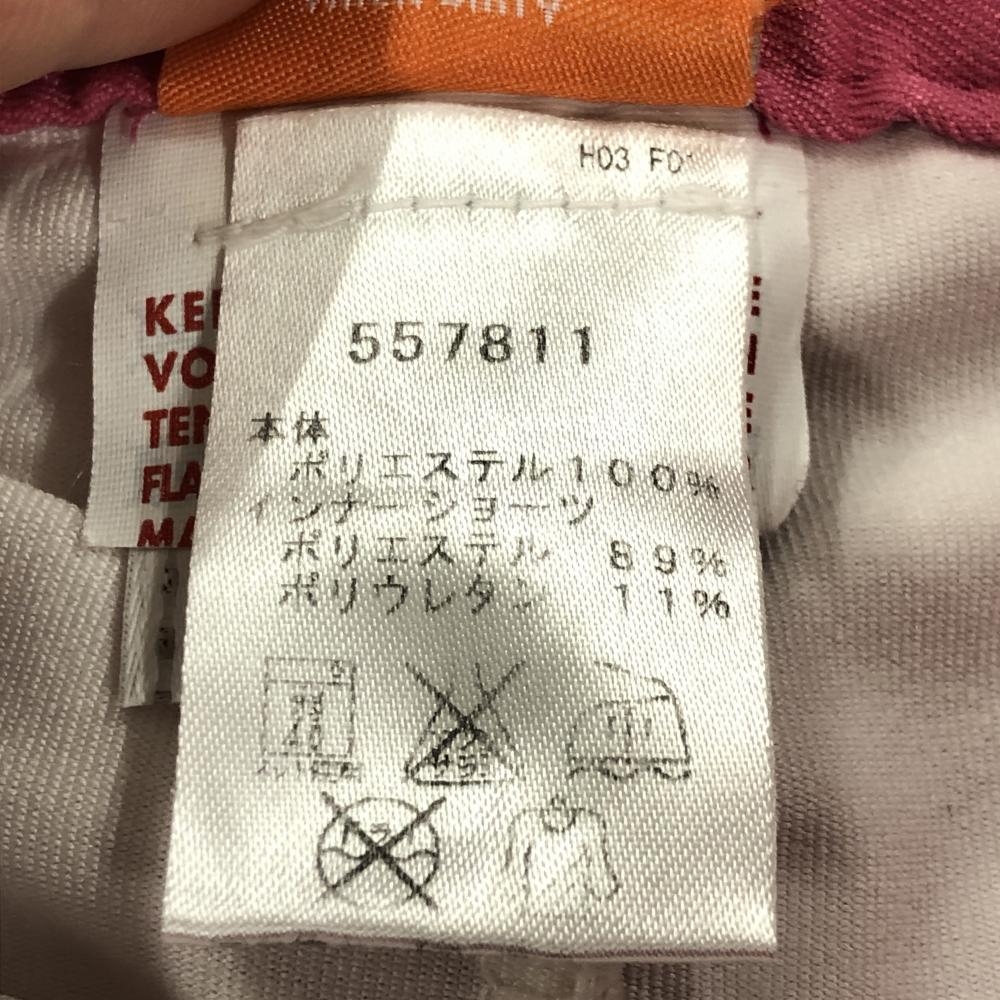 H03 F0
KE
VO
TE
FLA
MA
557811
本体
ポリエステル100%
インナーショーツ
ポリエステル 89%
ポリウレタン 11%